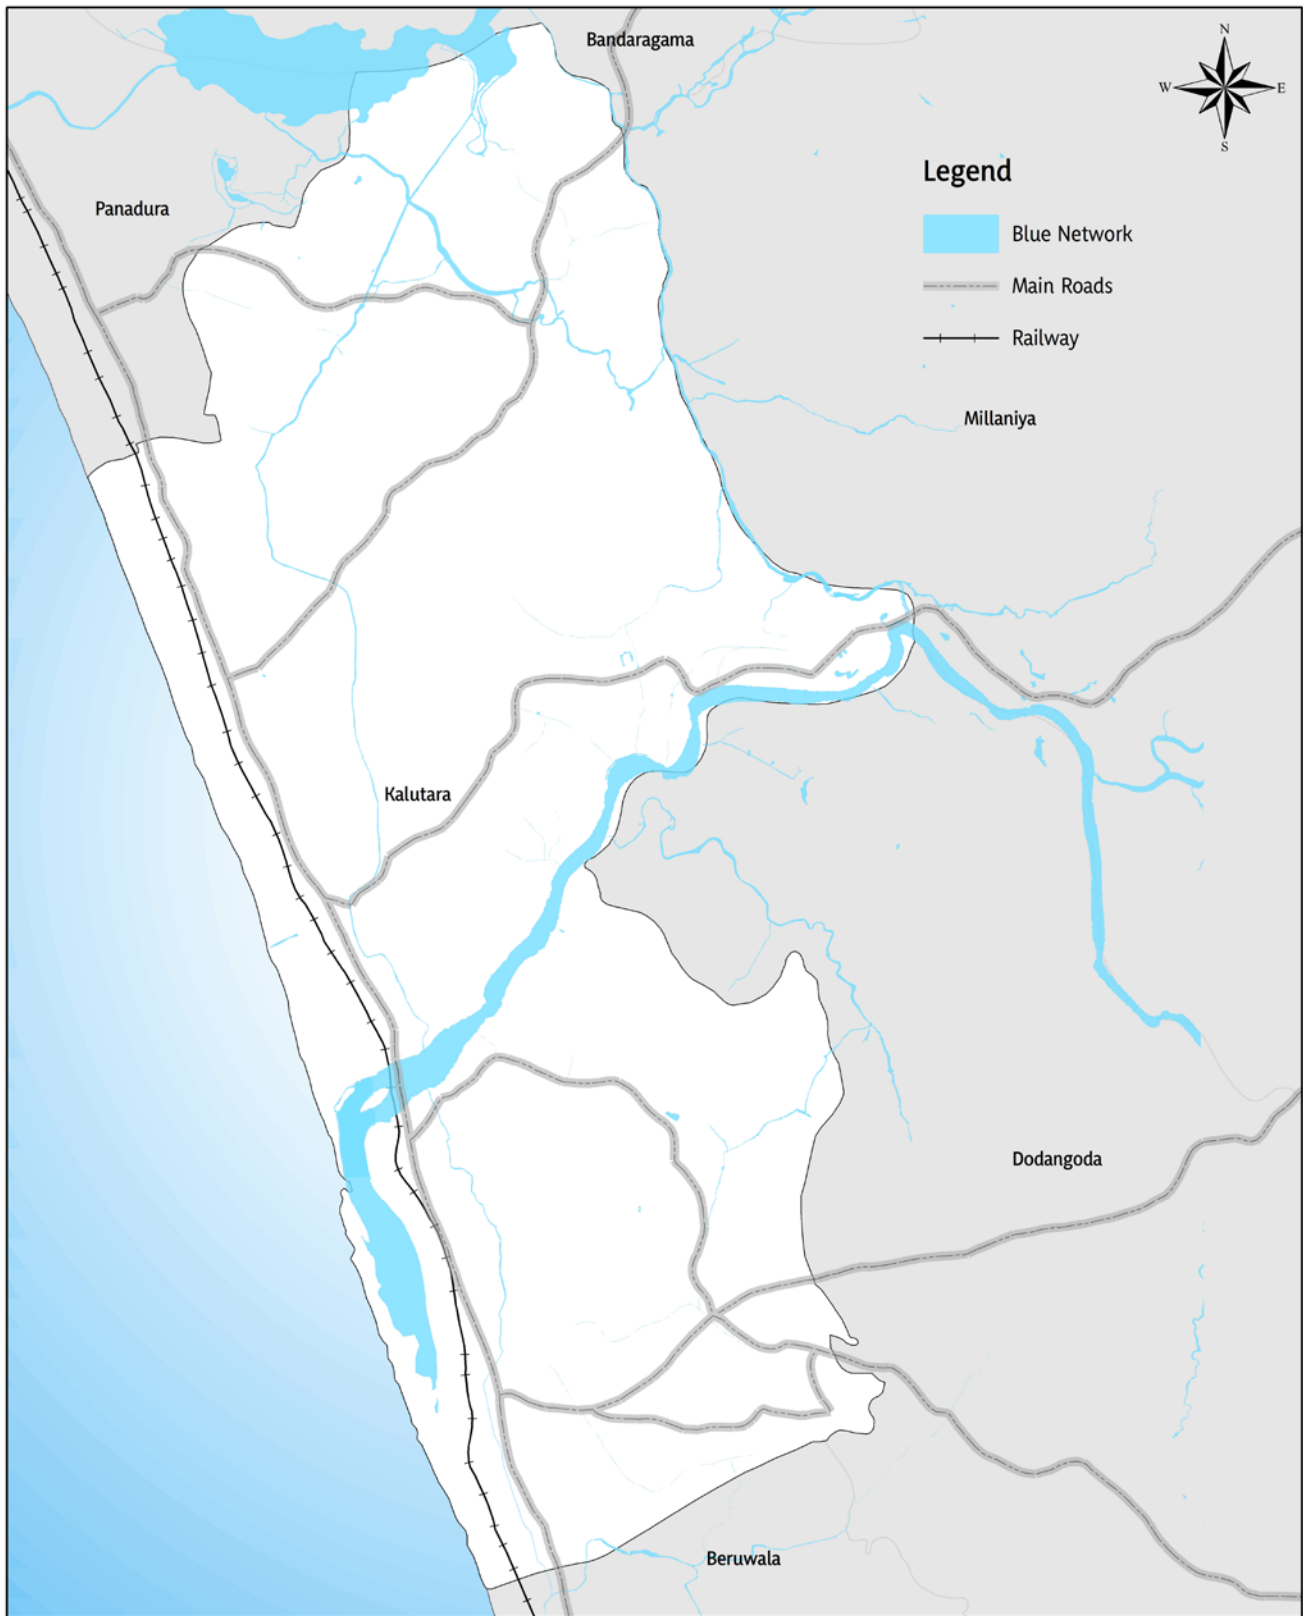 Bandaragama
N
W
E
S
Legend
Panadura
Blue Network
Main Roads
Railway
Millaniya
Kalutara
Dodangoda
Beruwala